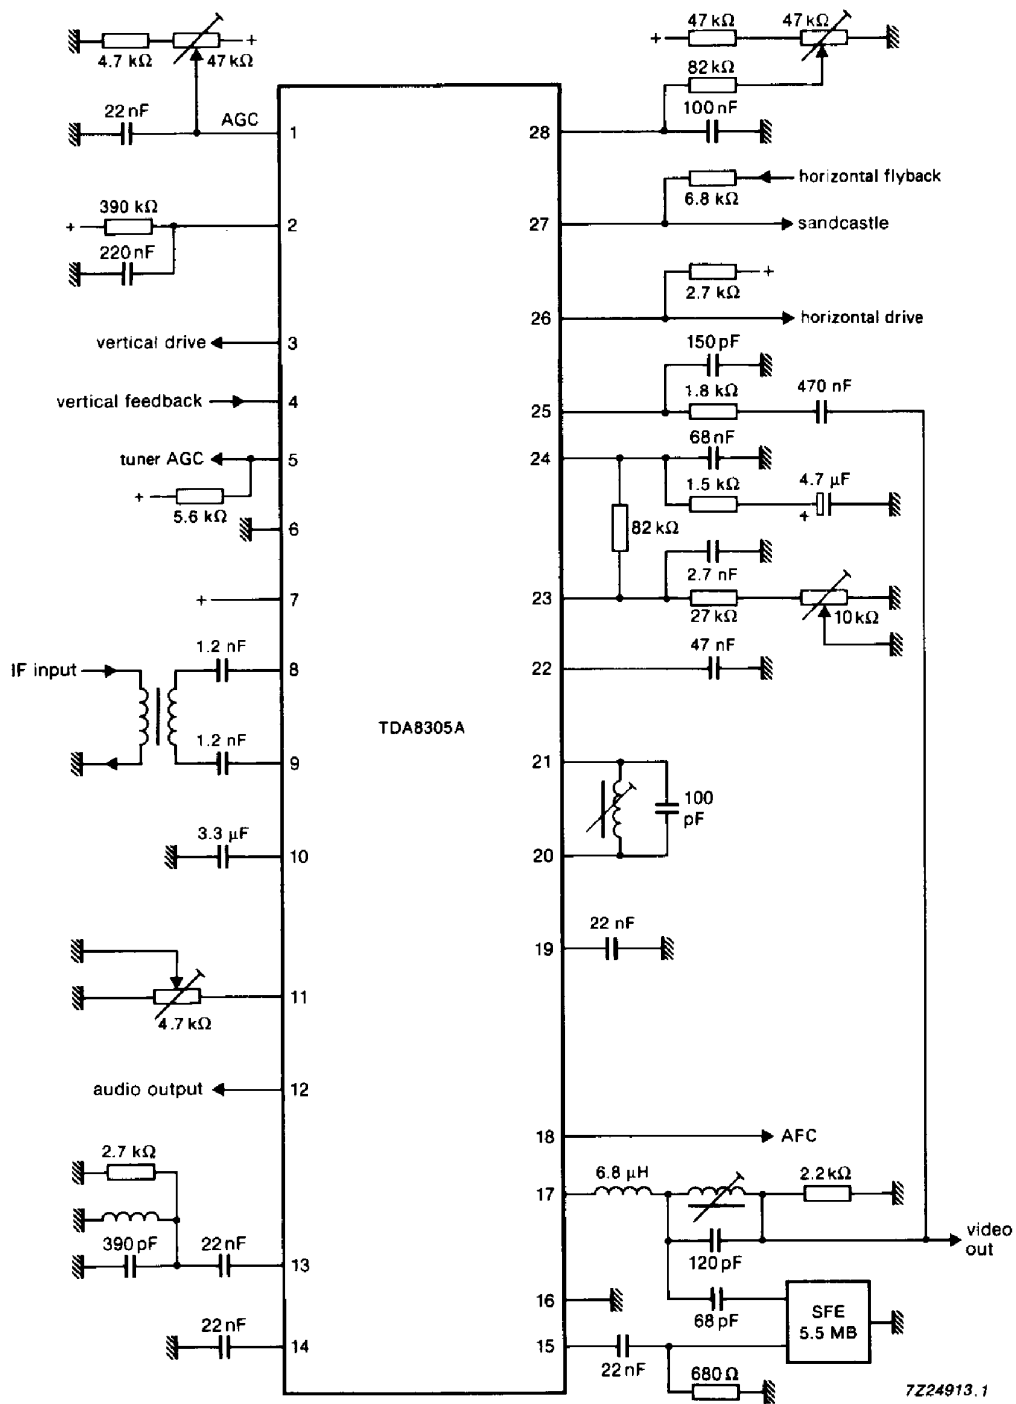 4.7 kΩ
47 kΩ
+
22 nF
AGC
1
390 kΩ
+
2
220 nF
vertical drive
3
vertical feedback
4
tuner AGC
5
+
5.6 kΩ
6
+
7
1.2 nF
IF input
8
1.2 nF
9
3.3 µF
10
11
4.7 kΩ
audio output
12
2.7 kΩ
390 pF
22 nF
13
22 nF
14
TDA8305A
47 kΩ
47 kΩ
+
82 kΩ
100 nF
28
horizontal flyback
6.8 kΩ
27
sandcastle
+
2.7 kΩ
26
horizontal drive
150 pF
1.8 kΩ
470 nF
25
68 nF
24
1.5 kΩ
4.7 µF
+
82 kΩ
2.7 nF
23
27 kΩ
10 kΩ
47 nF
22
21
100
pF
20
22 nF
19
18
AFC
6.8 µH
2.2 kΩ
17
video
out
120 pF
16
68 pF
SFE
5.5 MB
15
22 nF
680 Ω
7Z24913.1